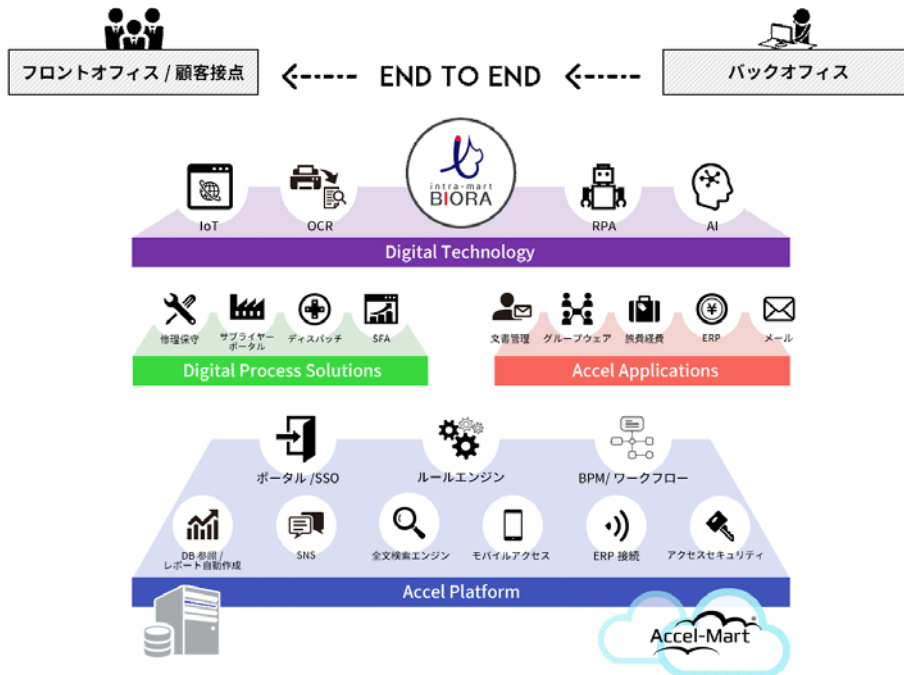 フロントオフィス / 顧客接点
END TO END
バックオフィス
intra-mart
BIORA
IoT
OCR
RPA
AI
Digital Technology
修理保守
サプライヤー
ポータル
ディスパッチ
SFA
文書管理
グループウェア
旅費経費
ERP
メール
Digital Process Solutions
Accel Applications
ポータル /SSO
ルールエンジン
BPM/ ワークフロー
DB 参照 /
レポート自動作成
SNS
全文検索エンジン
モバイルアクセス
ERP 接続
アクセスセキュリティ
Accel Platform
Accel-Mart